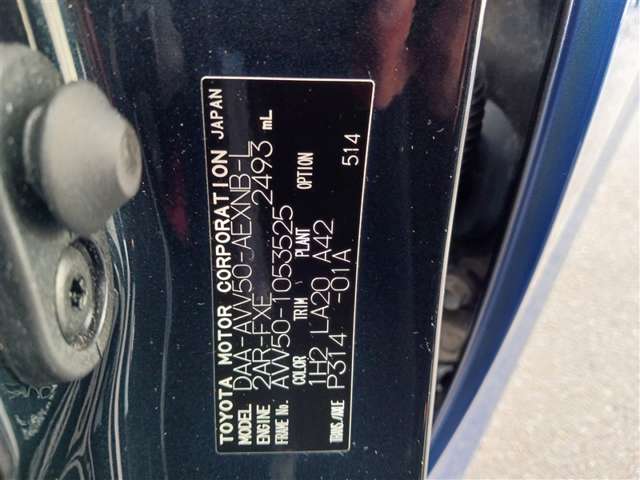 TOYOTA MOTOR CORPORATION JAPAN
MODEL DAA-AVV50-AEXNB-L
ENGINE 2AR-FXE 2493 mL
FRAME No. AVV50-1053525
COLOR TRIM PLANT OPTION
1H2 LA20 A42 514
TRANS/AXLE P314 -01A